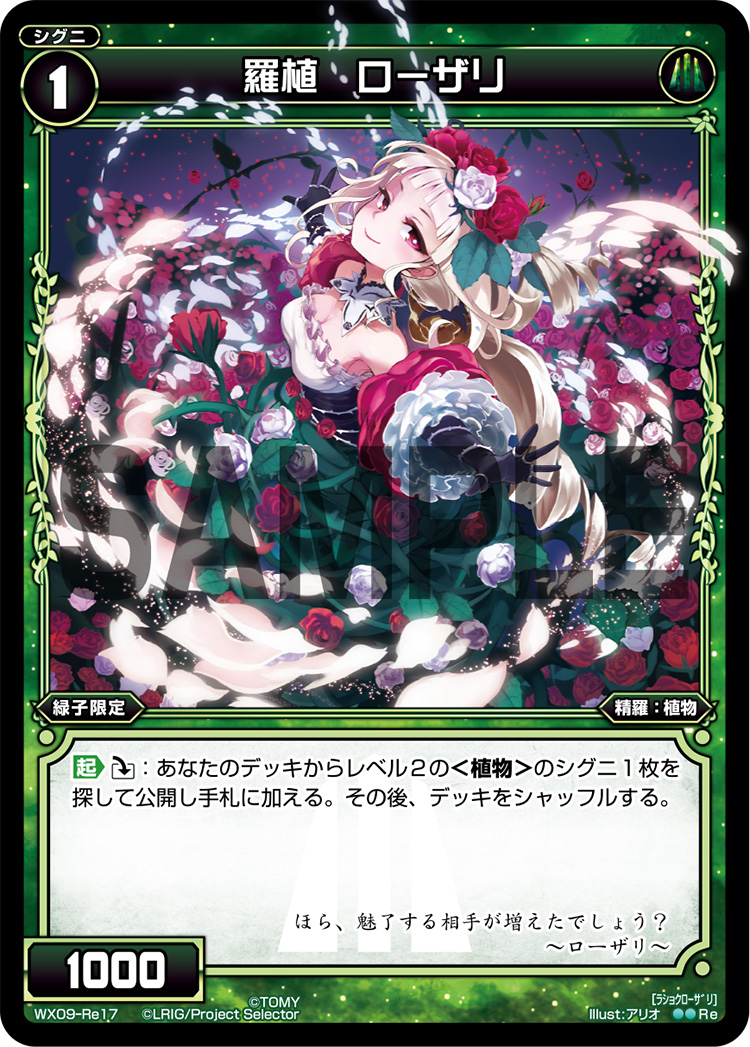 シグニ
1
羅植 ローザリ
SAMPLE
緑子限定
精羅：植物
起 ：あなたのデッキからレベル２の＜植物＞のシグニ１枚を
探して公開し手札に加える。その後、デッキをシャッフルする。
ほら、魅了する相手が増えたでしょう？
～ローザリ～
1000
WX09-Re17 ©LRIG/Project Selector
©TOMY
[ﾗｼｮｸﾛｰｻﾞﾘ]
Illust:アリオ Re